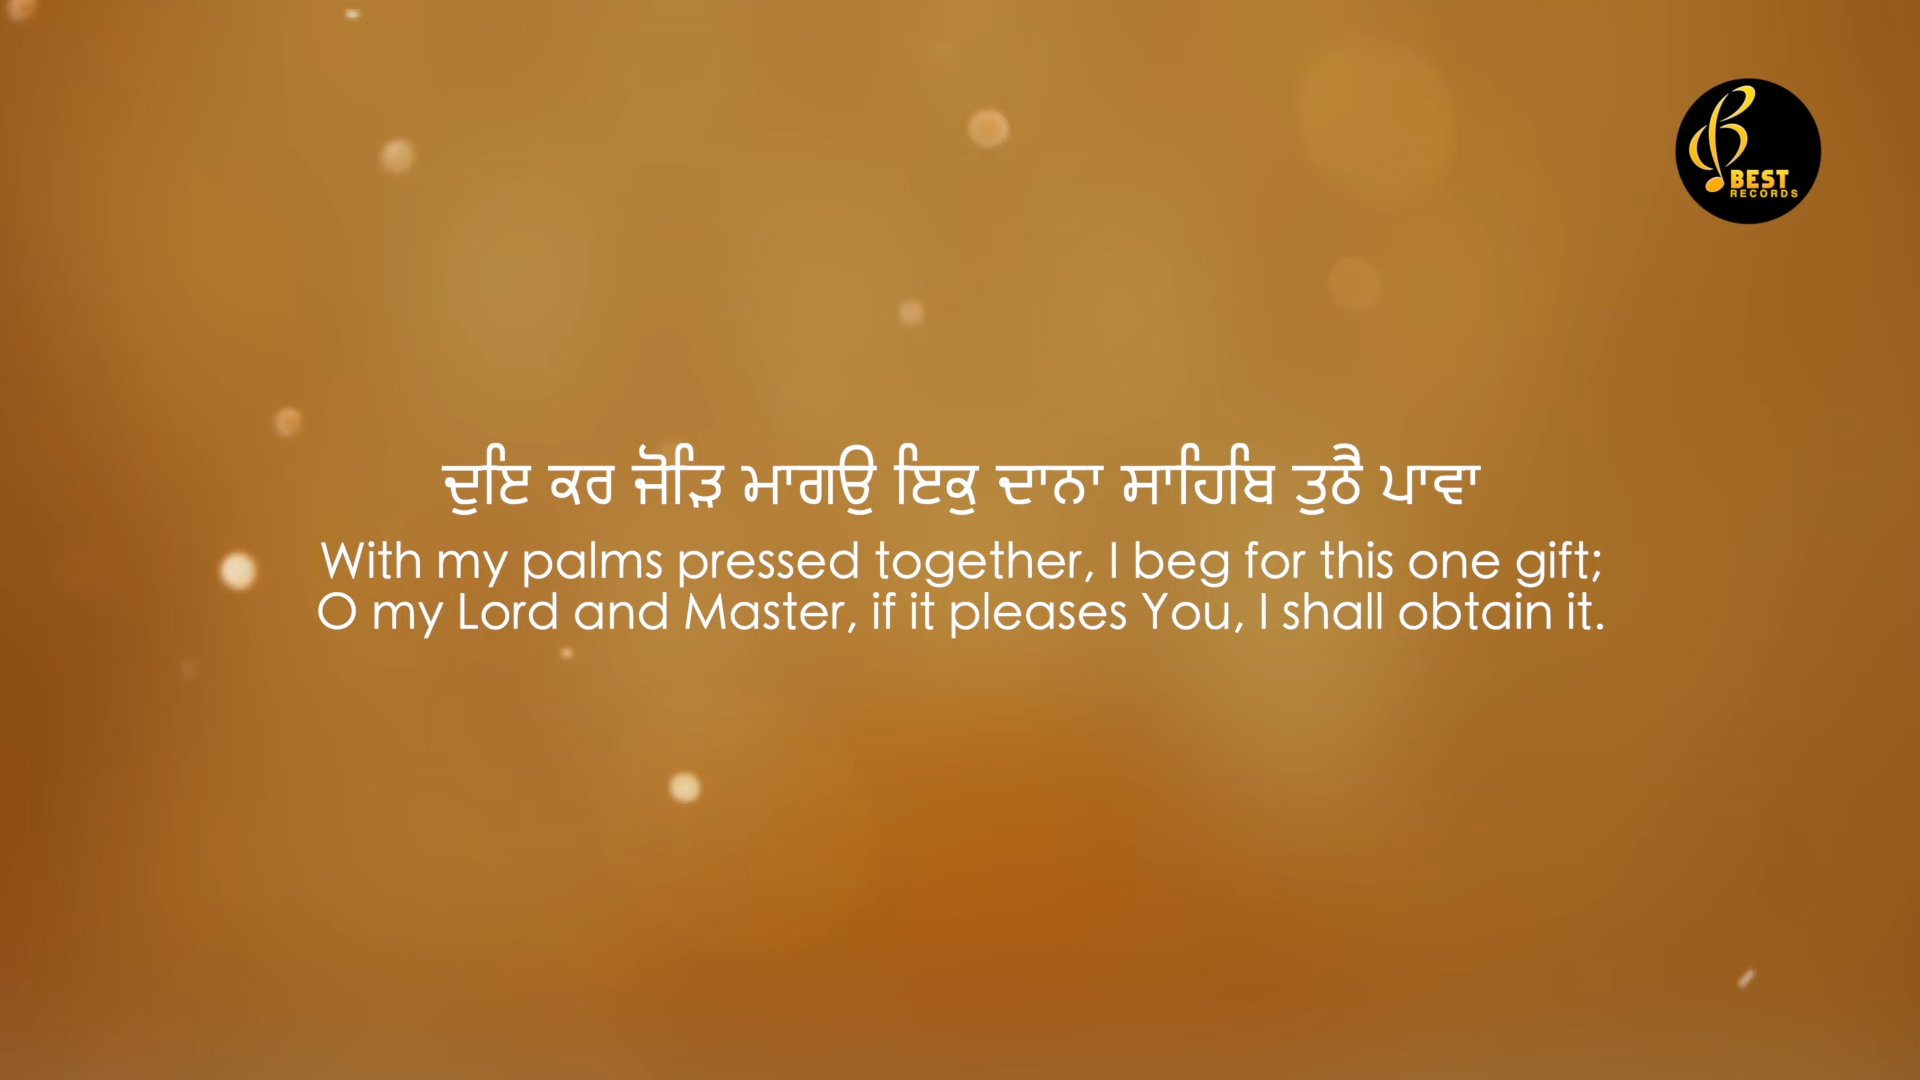 BEST
RECORDS
ਦੁਇ ਕਰ ਜੋੜਿ ਮਾਗਉ ਇਕੁ ਦਾਨਾ ਸਾਹਿਬਿ ਤੁਠੈ ਪਾਵਾ
With my palms pressed together, I beg for this one gift;
O my Lord and Master, if it pleases You, I shall obtain it.